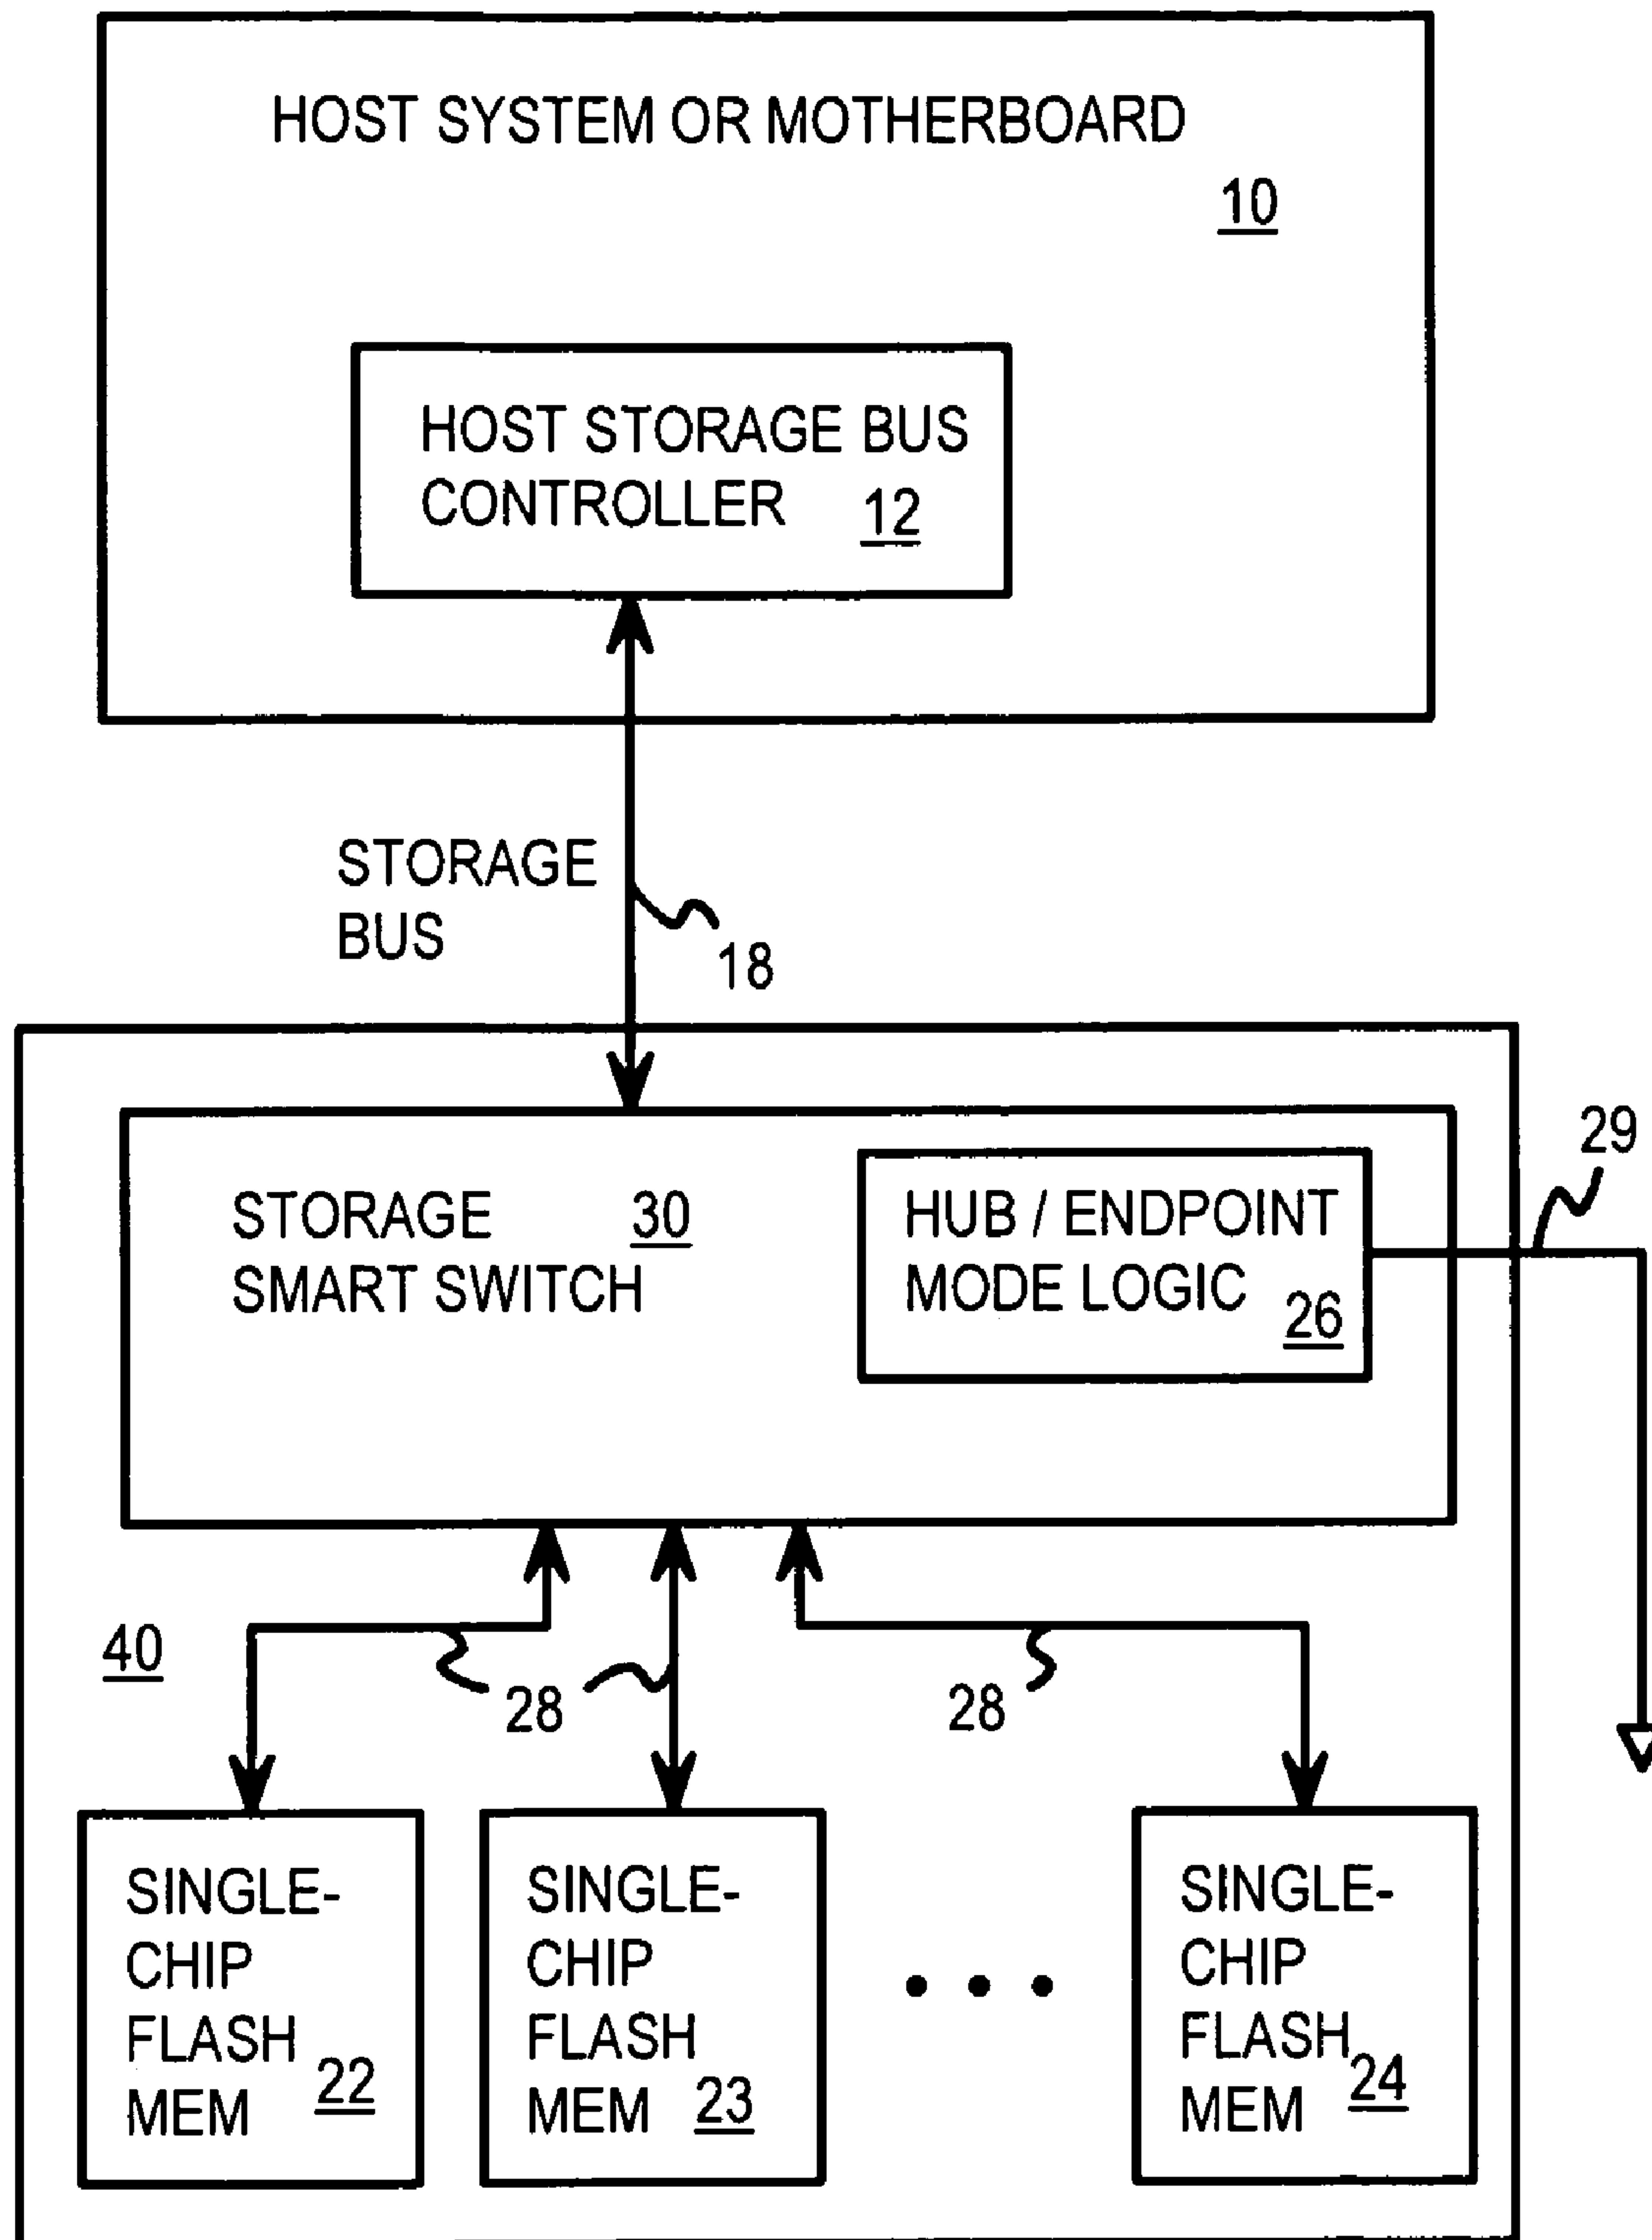 HOST SYSTEM OR MOTHERBOARD
10
HOST STORAGE BUS
CONTROLLER 12
STORAGE
BUS
18
29
STORAGE 30
SMART SWITCH
HUB / ENDPOINT
MODE LOGIC
26
40
28
28
SINGLE-
CHIP
FLASH
MEM 22
SINGLE-
CHIP
FLASH
MEM 23
SINGLE-
CHIP
FLASH
MEM 24